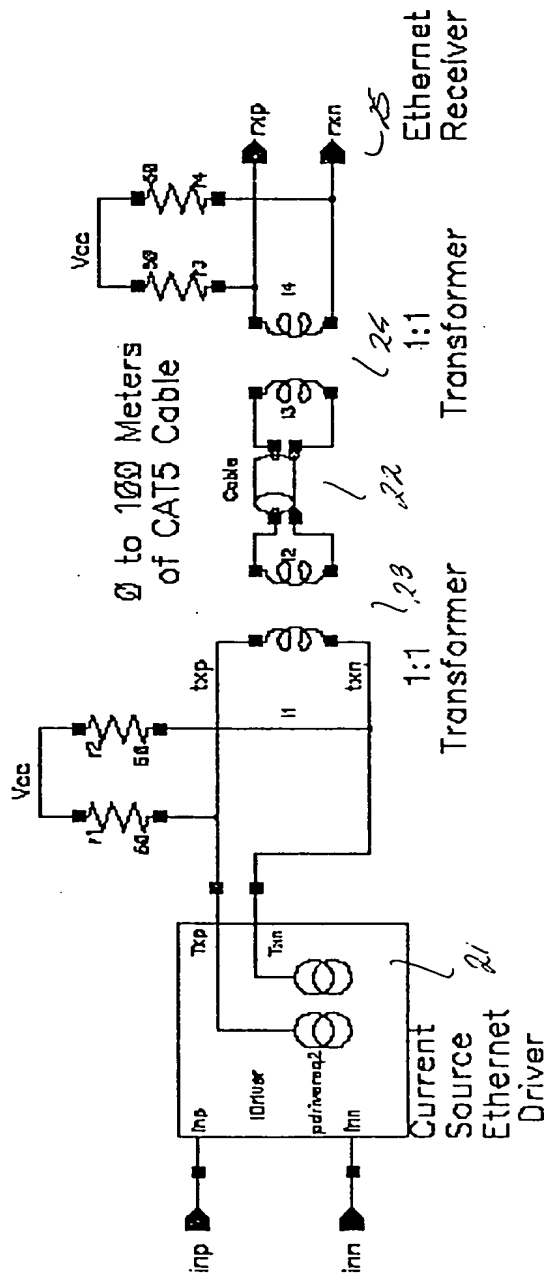 Vcc
r1
50
r2
50
0 to 100 Meters
of CAT5 Cable
Vcc
50
r3
50
r4
inp
Inp
IDriver
Txp
Txn
pdrivereq2
inn
Inn
txp
l1
txn
l2
Cable
l3
l4
rxp
rxn
21
23
22
24
25
Current
Source
Ethernet
Driver
1:1
Transformer
1:1
Transformer
Ethernet
Receiver